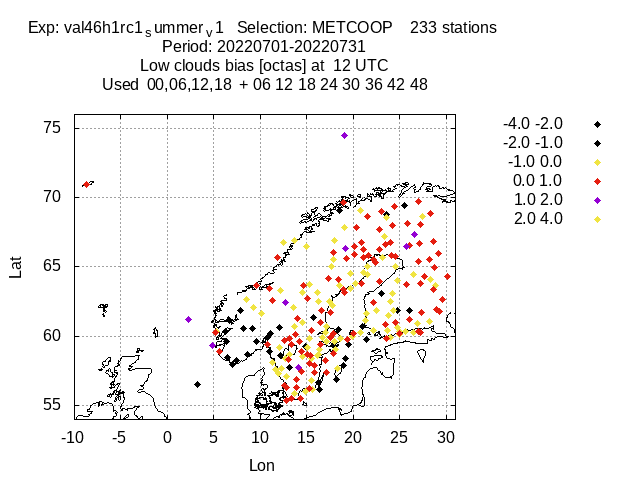 Exp: val46h1rc1s ummerv 1 Selection: METCOOP 233 stations
Period: 20220701-20220731
Low clouds bias [octas] at 12 UTC
Used 00,06,12,18 + 06 12 18 24 30 36 42 48
-4.0 -2.0
-2.0 -1.0
-1.0 0.0
0.0 1.0
1.0 2.0
2.0 4.0
75
70
65
60
55
Lat
-10 -5 0 5 10 15 20 25 30
Lon